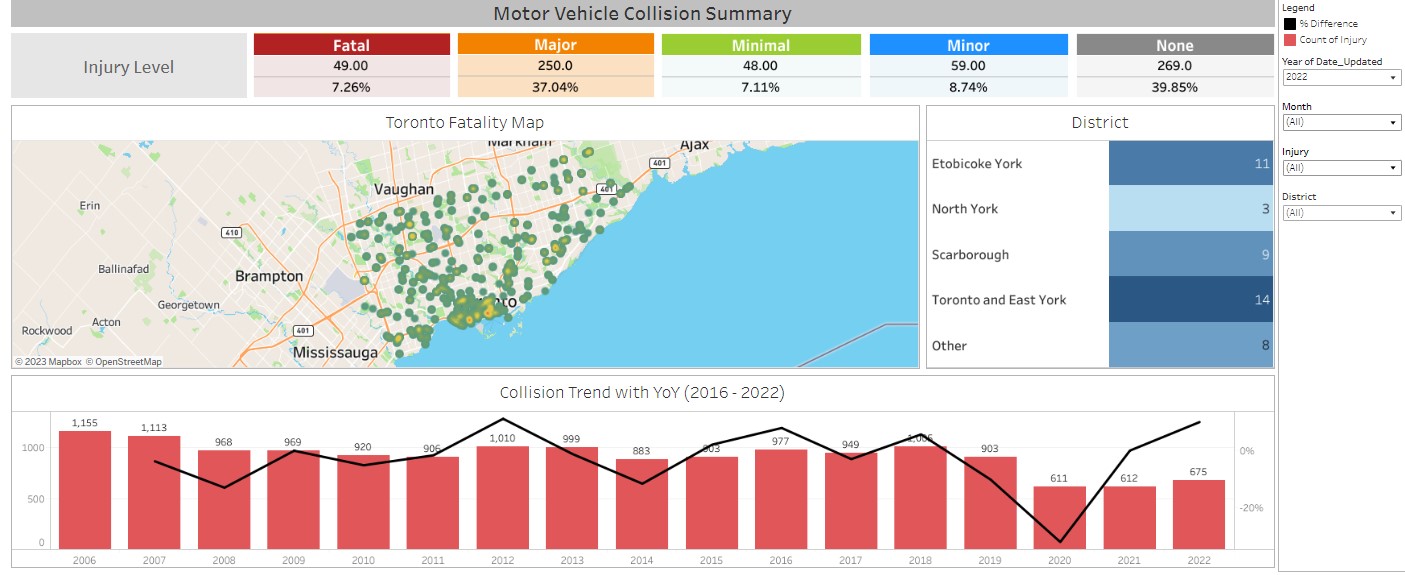 Motor Vehicle Collision Summary
Injury Level
Fatal
49.00
7.26%
Major
250.0
37.04%
Minimal
48.00
7.11%
Minor
59.00
8.74%
None
269.0
39.85%
Toronto Fatality Map
Markham
Ajax
401
Vaughan
401
Erin
410
Ballinafad
Brampton
Georgetown
Acton
Rockwood
401
Mississauga
© 2023 Mapbox © OpenStreetMap
District
Etobicoke York 11
North York 3
Scarborough 9
Toronto and East York 14
Other 8
Collision Trend with YoY (2016 - 2022)
1000
500
0
1,155
1,113
968
969
920
906
1,010
999
883
903
977
949
1,005
903
611
612
675
0%
-20%
2006 2007 2008 2009 2010 2011 2012 2013 2014 2015 2016 2017 2018 2019 2020 2021 2022
Legend
% Difference
Count of Injury
Year of Date_Updated
2022
Month
(All)
Injury
(All)
District
(All)